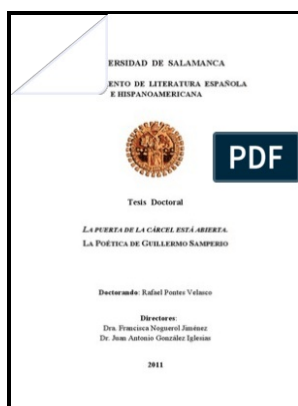 ERSIDAD DE SALAMANCA
ENTO DE LITERATURA ESPAÑOLA
E HISPANOAMERICANA
PDF
Tesis Doctoral
LA PUERTA DE LA CÁRCEL ESTÁ ABIERTA.
LA POÉTICA DE GUILLERMO SAMPERIO
Doctorando: Rafael Pontes Velasco
Directores:
Dra. Francisca Noguerol Jiménez
Dr. Juan Antonio González Iglesias
2011